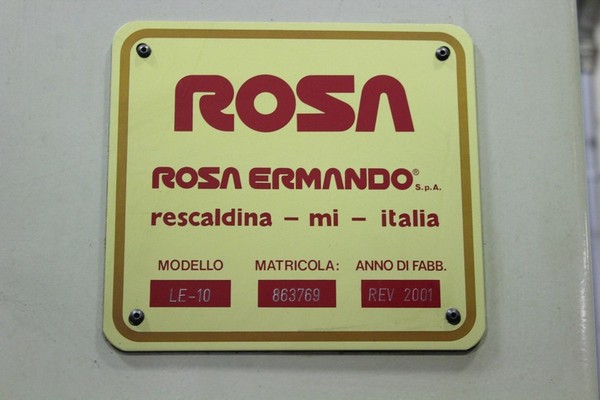 ROSA
ROSA ERMANDO® S.p.A.
rescaldina – mi – italia
MODELLO MATRICOLA: ANNO DI FABB.
LE-10 863769 REV 2001